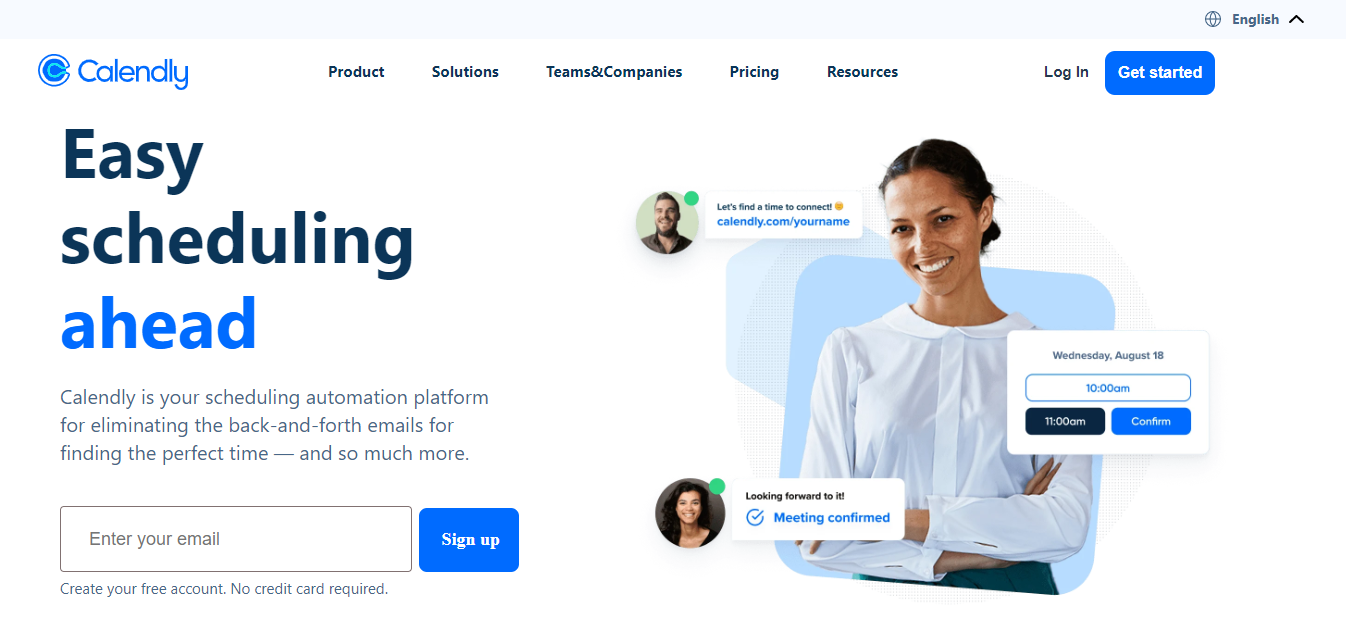 English
Calendly
Product Solutions Teams&Companies Pricing Resources Log In Get started
Easy
scheduling
ahead
Calendly is your scheduling automation platform
for eliminating the back-and-forth emails for
finding the perfect time — and so much more.
Enter your email
Sign up
Create your free account. No credit card required.
Let's find a time to connect! 😊
calendly.com/yourname
Wednesday, August 18
10:00am
11:00am Confirm
Looking forward to it!
Meeting confirmed